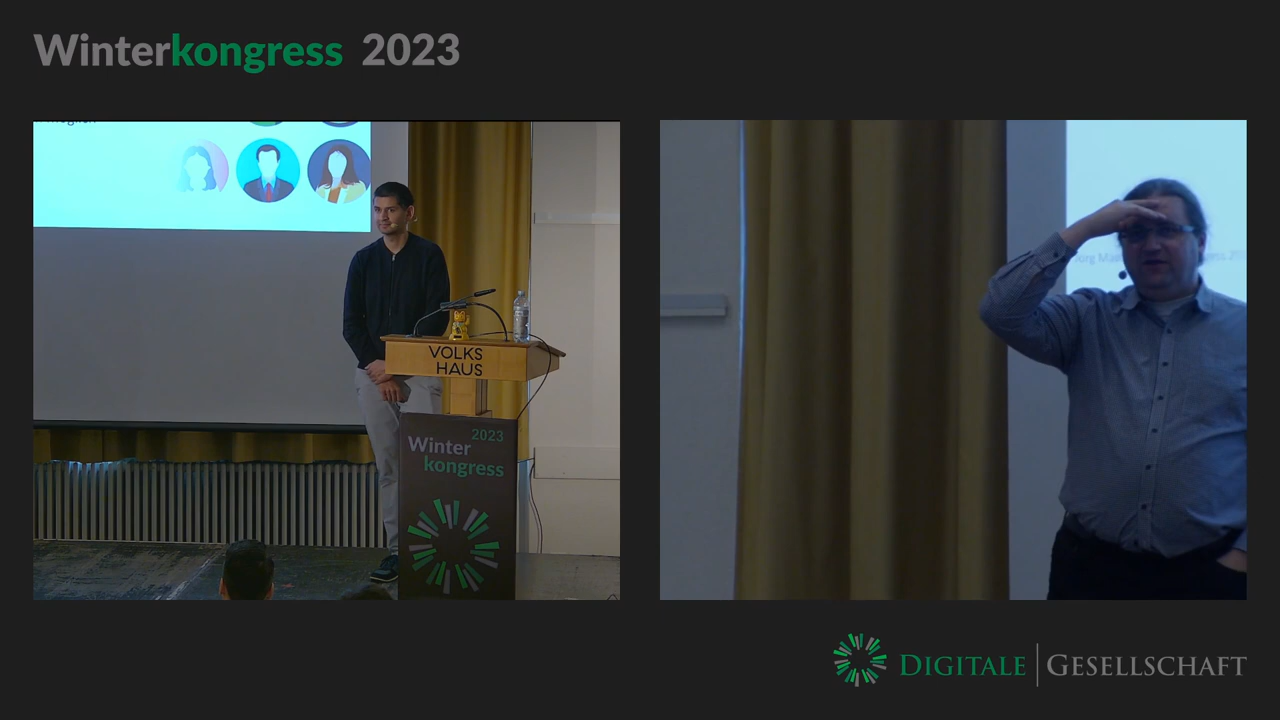 Winterkongress 2023
VOLKS
HAUS
2023
Winter
kongress
DIGITALE GESELLSCHAFT